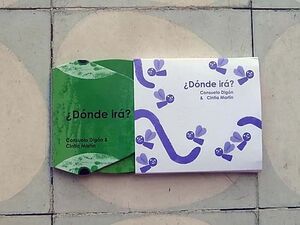 ¿Dónde irá?
Consuelo Digón &
Cintia Martín
¿Dónde irá?
Consuelo Digón
& Cintia Martín